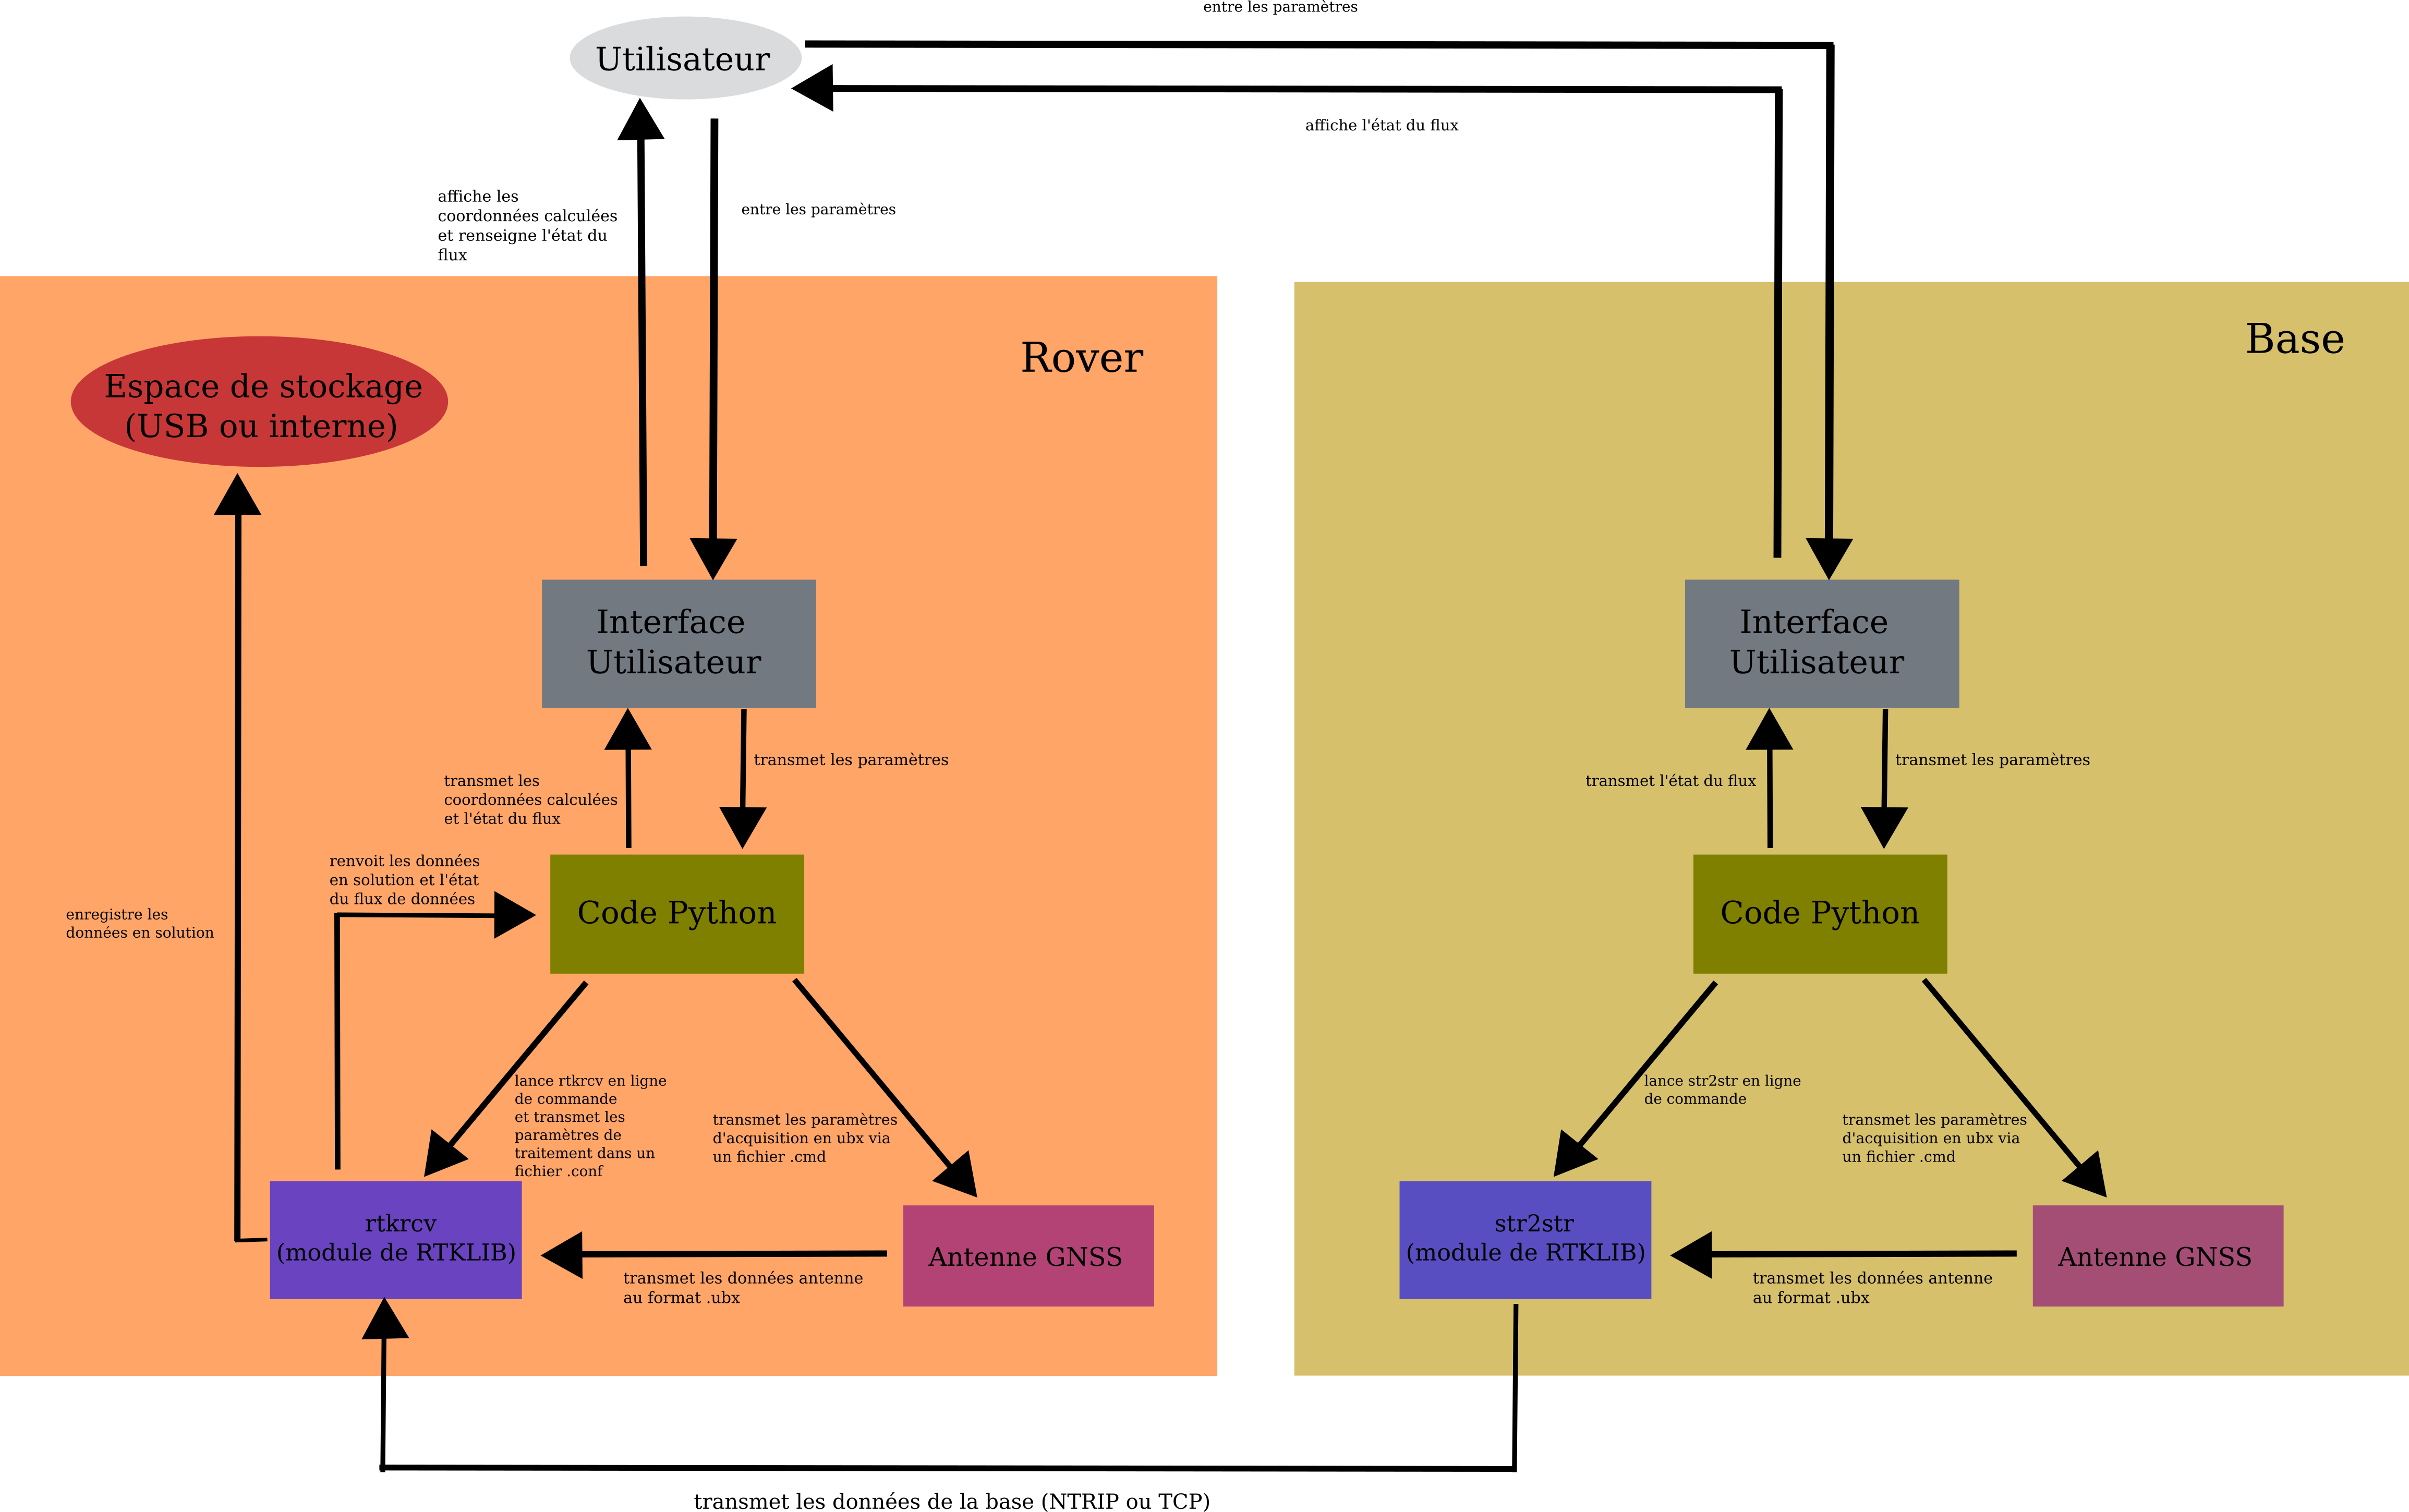 entre les paramètres
Utilisateur
affiche l'état du flux
affiche les
coordonnées calculées
et renseigne l'état du
flux
entre les paramètres
Rover
Base
Espace de stockage
(USB ou interne)
Interface
Utilisateur
Interface
Utilisateur
transmet les paramètres
transmet les
coordonnées calculées
et l'état du flux
transmet l'état du flux
transmet les paramètres
renvoit les données
en solution et l'état
du flux de données
Code Python
Code Python
enregistre les
données en solution
lance rtkrcv en ligne
de commande
et transmet les
paramètres de
traitement dans un
fichier .conf
transmet les paramètres
d'acquisition en ubx via
un fichier .cmd
lance str2str en ligne
de commande
transmet les paramètres
d'acquisition en ubx via
un fichier .cmd
rtkrcv
(module de RTKLIB)
Antenne GNSS
transmet les données antenne
au format .ubx
str2str
(module de RTKLIB)
Antenne GNSS
transmet les données antenne
au format .ubx
transmet les données de la base (NTRIP ou TCP)